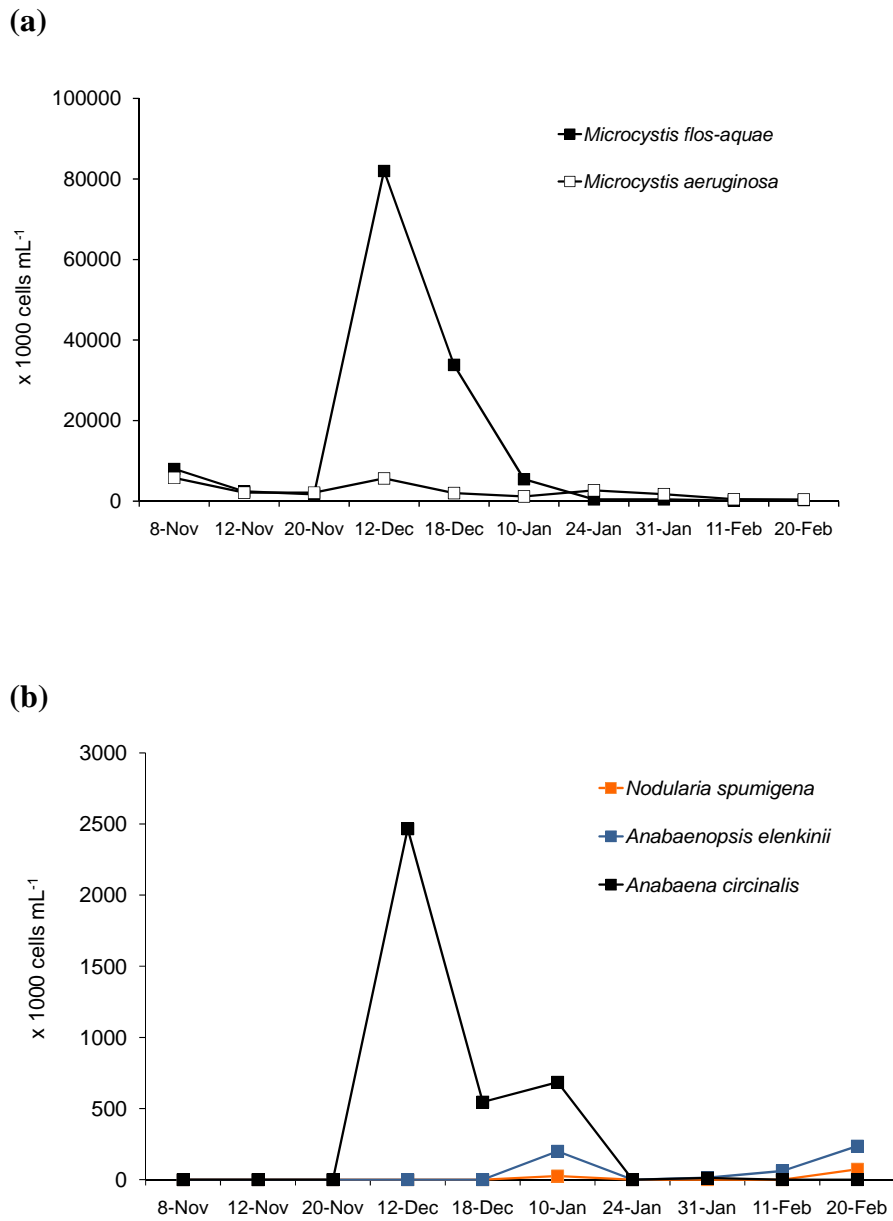 (a)
100000
80000
60000
40000
20000
0
x 1000 cells mL-1
Microcystis flos-aquae
Microcystis aeruginosa
8-Nov 12-Nov 20-Nov 12-Dec 18-Dec 10-Jan 24-Jan 31-Jan 11-Feb 20-Feb
(b)
3000
2500
2000
1500
1000
500
0
x 1000 cells mL-1
Nodularia spumigena
Anabaenopsis elenkinii
Anabaena circinalis
8-Nov 12-Nov 20-Nov 12-Dec 18-Dec 10-Jan 24-Jan 31-Jan 11-Feb 20-Feb